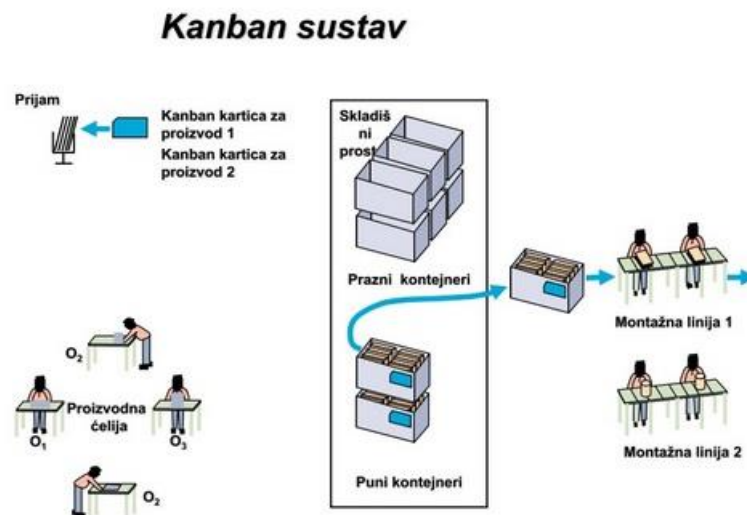 Kanban sustav
Prijam
Kanban kartica za
proizvod 1
Kanban kartica za
proizvod 2
Skladiš
ni
prost
Prazni kontejneri
Montažna linija 1
O2
Proizvodna
ćelija
O1
O3
O2
Puni kontejneri
Montažna linija 2